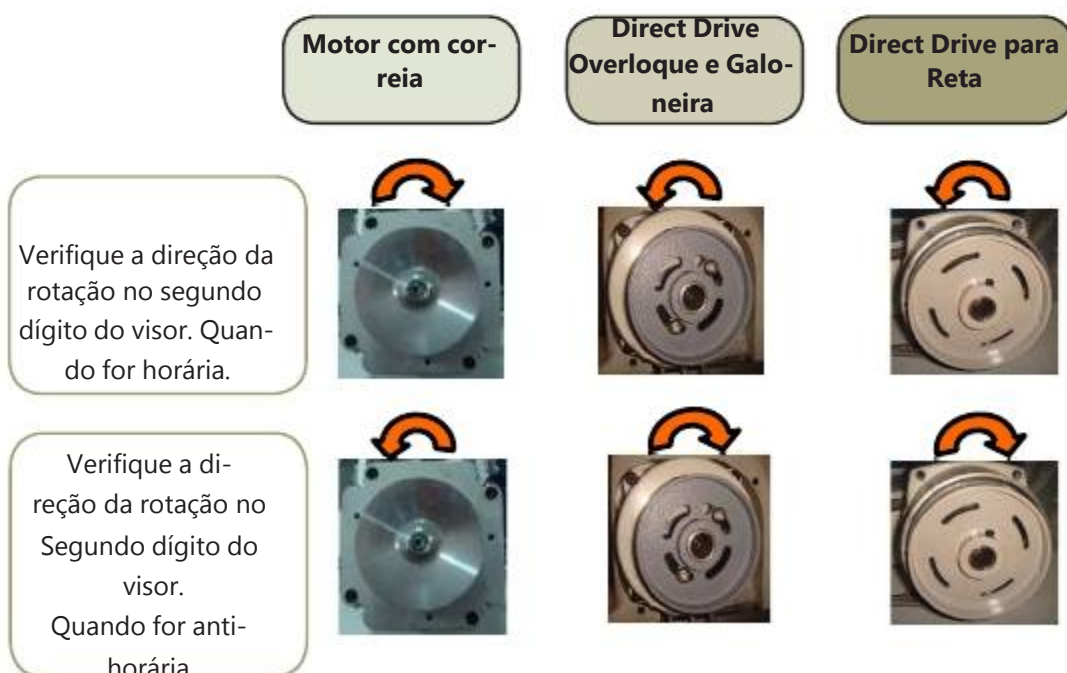 Motor com cor-
reia
Direct Drive
Overloque e Galo-
neira
Direct Drive para
Reta
Verifique a direção da
rotação no segundo
dígito do visor. Quan-
do for horária.
Verifique a di-
reção da rotação no
Segundo dígito do
visor.
Quando for anti-
horária